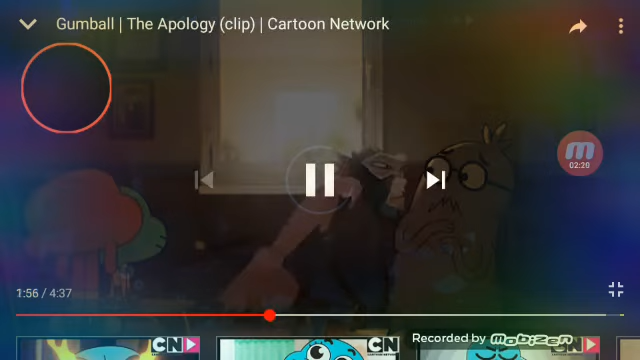 Gumball | The Apology (clip) | Cartoon Network
02:20
1:56 / 4:37
CN
CN
CN
Recorded by Mobizen